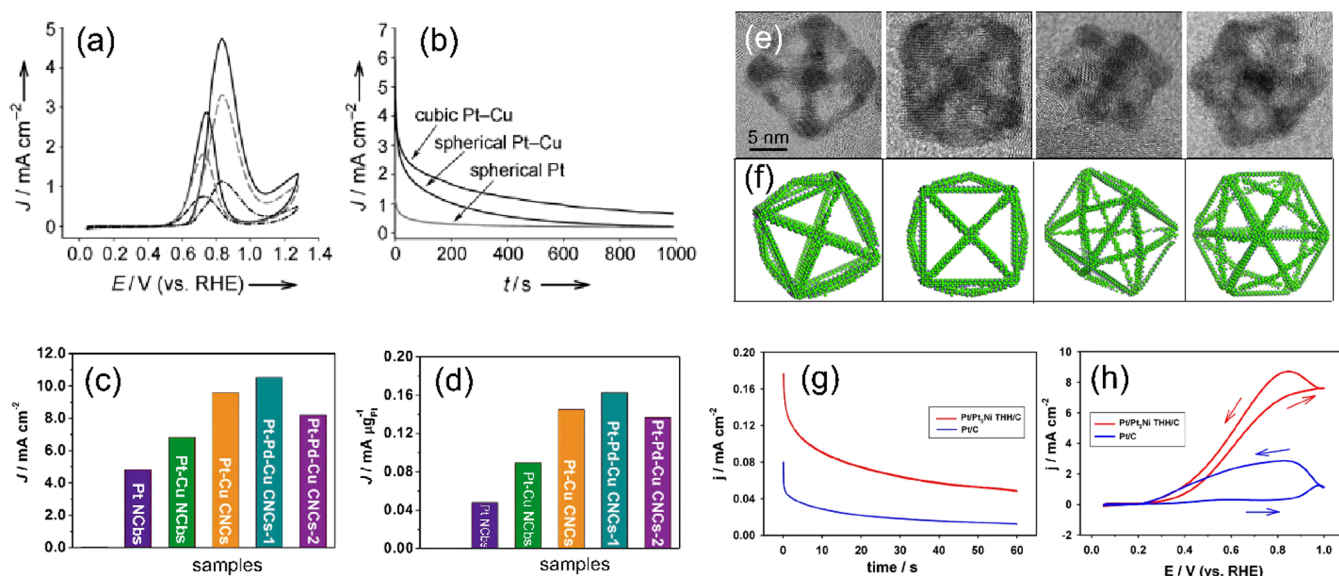 (a)
J / mA cm⁻²
5
4
3
2
1
0
0.0 0.2 0.4 0.6 0.8 1.0 1.2 1.4
E / V (vs. RHE)
(b)
J / mA cm⁻²
7
6
5
4
3
2
1
0
cubic Pt–Cu
spherical Pt–Cu
spherical Pt
0 200 400 600 800 1000
t / s
(e)
5 nm
(f)
(c)
J / mA cm⁻²
12.0
10.0
8.0
6.0
4.0
2.0
0.0
Pt NCbs
Pt-Cu NCbs
Pt-Cu CNCs
Pt-Pd-Cu CNCs-1
Pt-Pd-Cu CNCs-2
samples
(d)
J / mA µg⁻¹Pt
0.20
0.16
0.12
0.08
0.04
0.00
Pt NCbs
Pt-Cu NCbs
Pt-Cu CNCs
Pt-Pd-Cu CNCs-1
Pt-Pd-Cu CNCs-2
samples
(g)
j / mA cm⁻²
0.20
0.16
0.12
0.08
0.04
0.00
Pt/Pt₃Ni THH/C
Pt/C
0 10 20 30 40 50 60
time / s
(h)
j / mA cm⁻²
12
10
8
6
4
2
0
-2
Pt/Pt₃Ni THH/C
Pt/C
0.0 0.2 0.4 0.6 0.8 1.0
E / V (vs. RHE)